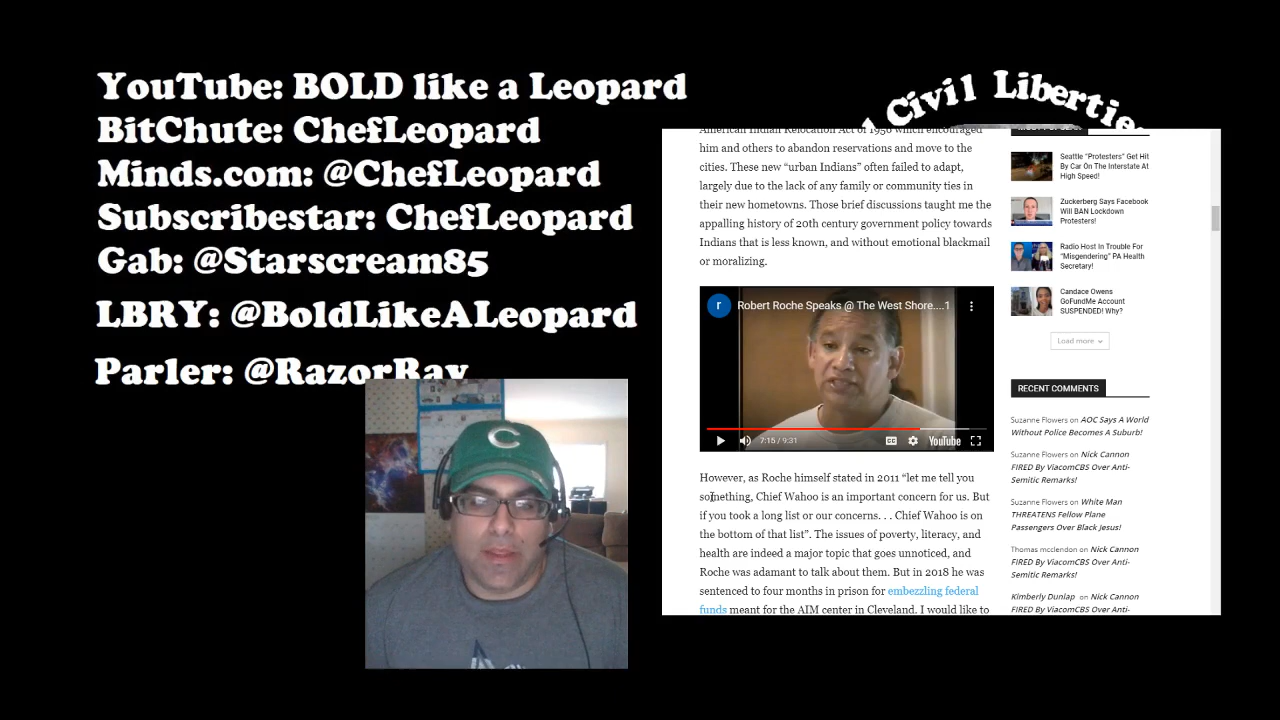 YouTube: BOLD like a Leopard
BitChute: ChefLeopard
Minds.com: @ChefLeopard
Subscribestar: ChefLeopard
Gab: @Starscream85
LBRY: @BoldLikeALeopard
Parler: @RazorRay
Civil Liberties
American Indian Relocation Act of 1956 which encouraged
him and others to abandon reservations and move to the
cities. These new “urban Indians” often failed to adapt,
largely due to the lack of any family or community ties in
their new hometowns. Those brief discussions taught me the
appalling history of 20th century government policy towards
Indians that is less known, and without emotional blackmail
or moralizing.
r
Robert Roche Speaks @ The West Shore....1
7:15 / 9:31
CC
YouTube
However, as Roche himself stated in 2011 “let me tell you
something, Chief Wahoo is an important concern for us. But
if you took a long list or our concerns. . . Chief Wahoo is on
the bottom of that list”. The issues of poverty, literacy, and
health are indeed a major topic that goes unnoticed, and
Roche was adamant to talk about them. But in 2018 he was
sentenced to four months in prison for embezzling federal
funds meant for the AIM center in Cleveland. I would like to
Seattle “Protesters” Get Hit
By Car On The Interstate At
High Speed!
Zuckerberg Says Facebook
Will BAN Lockdown
Protesters!
Radio Host In Trouble For
“Misgendering” PA Health
Secretary!
Candace Owens
GoFundMe Account
SUSPENDED! Why?
Load more
RECENT COMMENTS
Suzanne Flowers on AOC Says A World
Without Police Becomes A Suburb!
Suzanne Flowers on Nick Cannon
FIRED By ViacomCBS Over Anti-
Semitic Remarks!
Suzanne Flowers on White Man
THREATENS Fellow Plane
Passengers Over Black Jesus!
Thomas mcclendon on Nick Cannon
FIRED By ViacomCBS Over Anti-
Semitic Remarks!
Kimberly Dunlap on Nick Cannon
FIRED By ViacomCBS Over Anti-
C